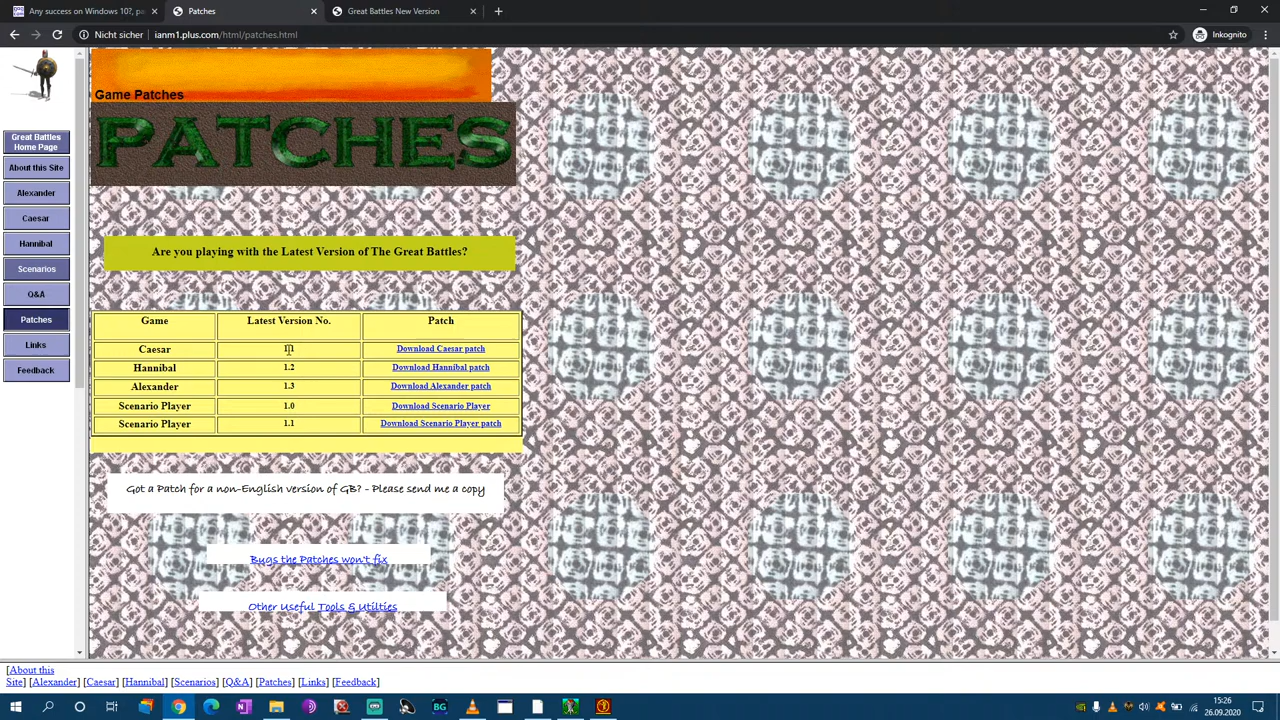 Any success on Windows 10?, pa
Patches
Great Battles New Version
Nicht sicher | ianm1.plus.com/html/patches.html
Inkognito
Game Patches
PATCHES
Great Battles
Home Page
About this Site
Alexander
Caesar
Hannibal
Scenarios
Q&A
Patches
Links
Feedback
Are you playing with the Latest Version of The Great Battles?
Game Latest Version No. Patch
Caesar 1.1 Download Caesar patch
Hannibal 1.2 Download Hannibal patch
Alexander 1.3 Download Alexander patch
Scenario Player 1.0 Download Scenario Player
Scenario Player 1.1 Download Scenario Player patch
Got a Patch for a non-English version of GB? - Please send me a copy
Bugs the Patches won't fix
Other Useful Tools & Utilties
[About this
Site] [Alexander] [Caesar] [Hannibal] [Scenarios] [Q&A] [Patches] [Links] [Feedback]
BG
15:26
26.09.2020